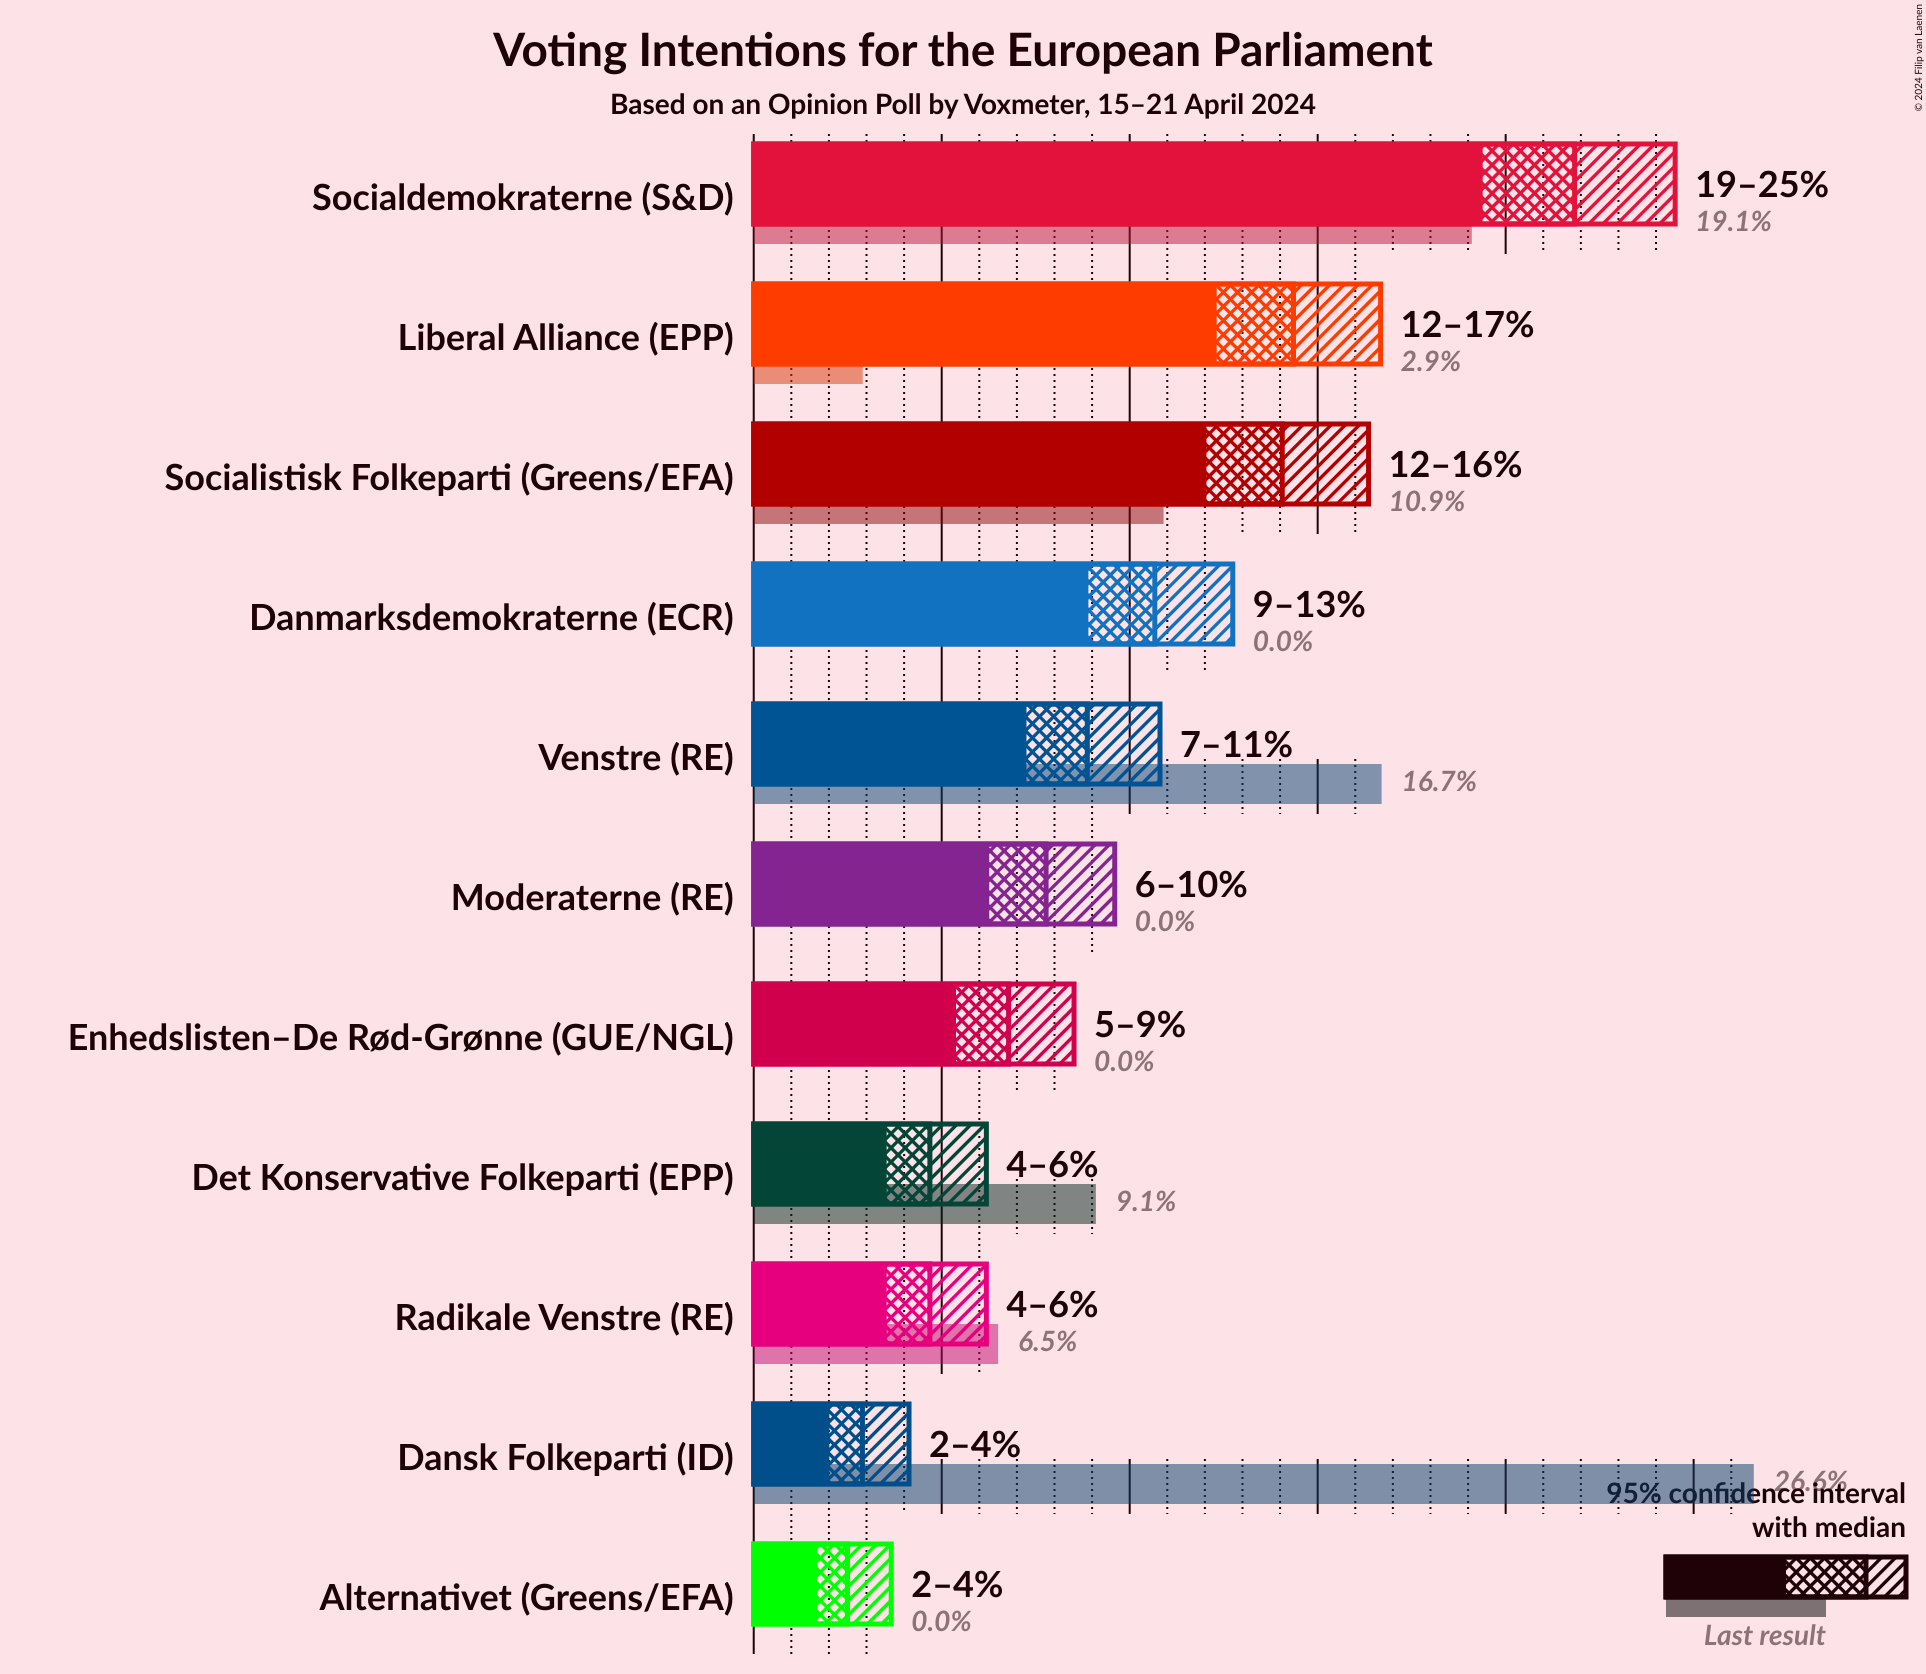 Voting Intentions for the European Parliament
Based on an Opinion Poll by Voxmeter, 15–21 April 2024
© 2024 Filip van Laenen
Socialdemokraterne (S&D)
19–25%
19.1%
Liberal Alliance (EPP)
12–17%
2.9%
Socialistisk Folkeparti (Greens/EFA)
12–16%
10.9%
Danmarksdemokraterne (ECR)
9–13%
0.0%
Venstre (RE)
7–11%
16.7%
Moderaterne (RE)
6–10%
0.0%
Enhedslisten–De Rød-Grønne (GUE/NGL)
5–9%
0.0%
Det Konservative Folkeparti (EPP)
4–6%
9.1%
Radikale Venstre (RE)
4–6%
6.5%
Dansk Folkeparti (ID)
2–4%
26.6%
95% confidence interval
with median
Last result
Alternativet (Greens/EFA)
2–4%
0.0%